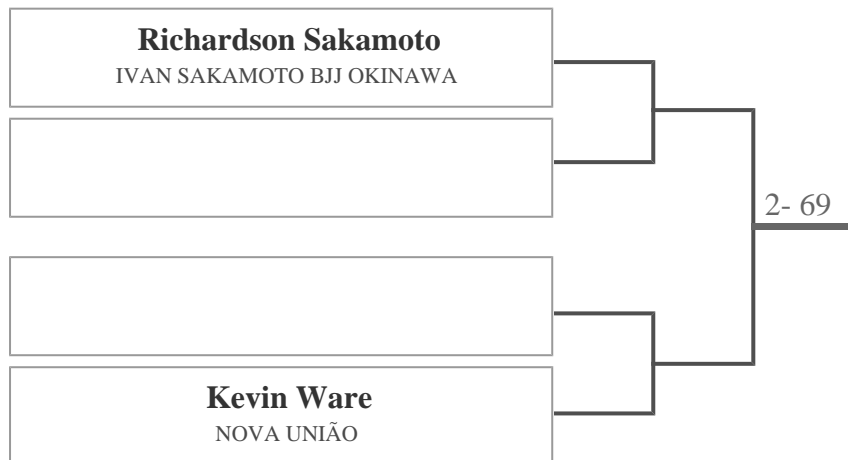 Richardson Sakamoto
IVAN SAKAMOTO BJJ OKINAWA
2- 69
Kevin Ware
NOVA UNIÃO